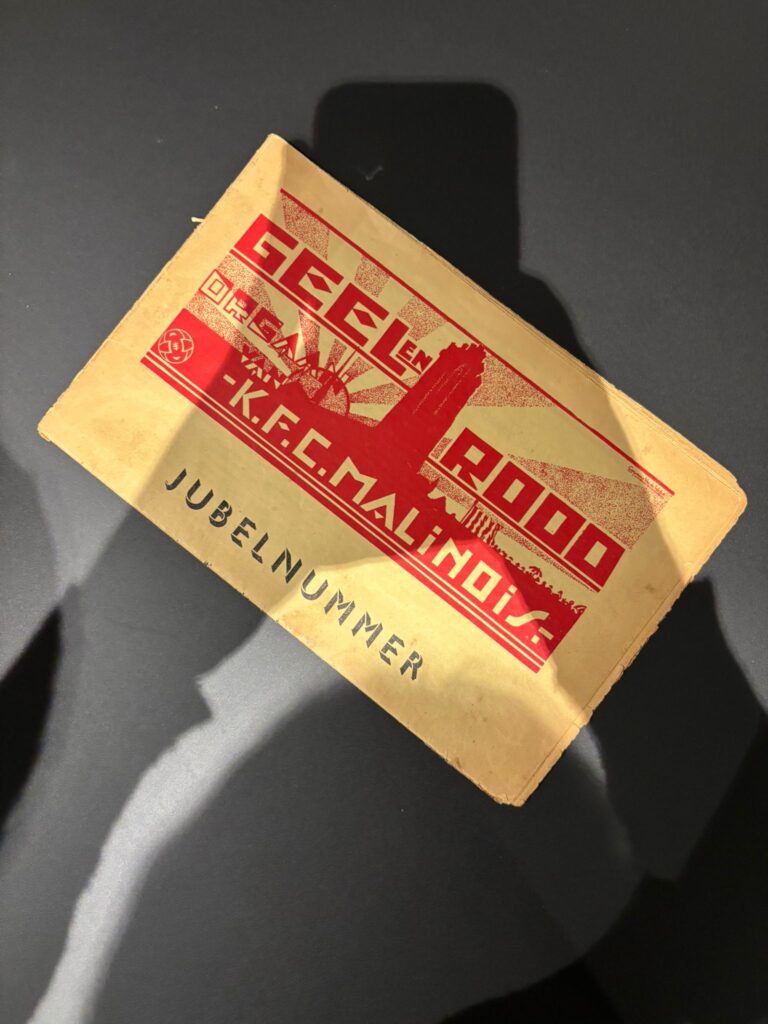 GEEL EN ROOD
ORGAAN
VAN
-K.F.C. MALiNOiS-
JUBELNUMMER